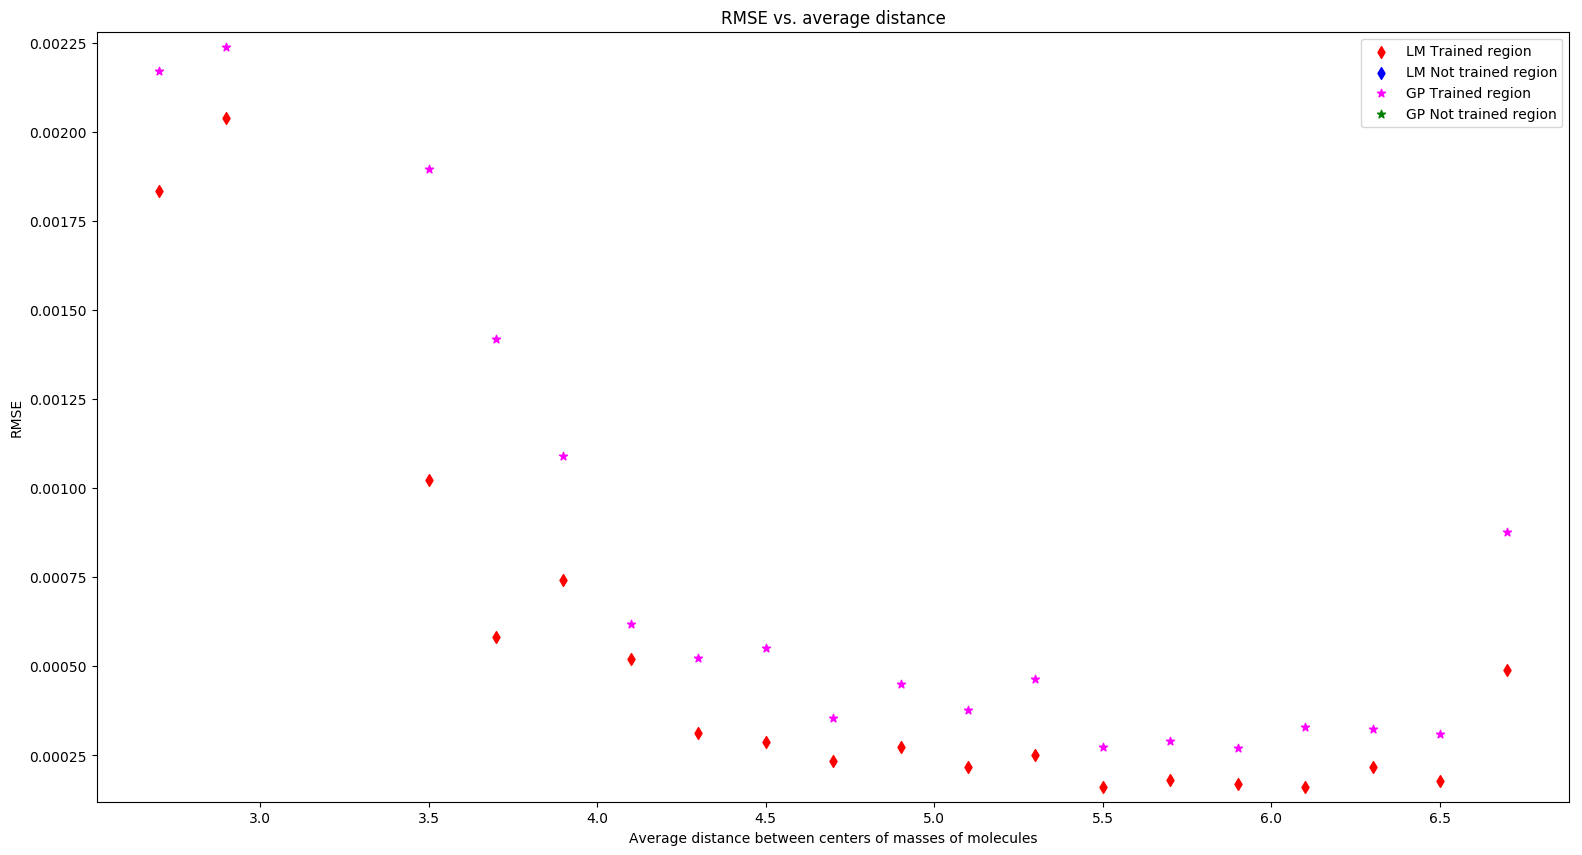 RMSE vs. average distance
0.00225
0.00200
0.00175
0.00150
0.00125
0.00100
0.00075
0.00050
0.00025
RMSE
LM Trained region
LM Not trained region
GP Trained region
GP Not trained region
3.0 3.5 4.0 4.5 5.0 5.5 6.0 6.5
Average distance between centers of masses of molecules